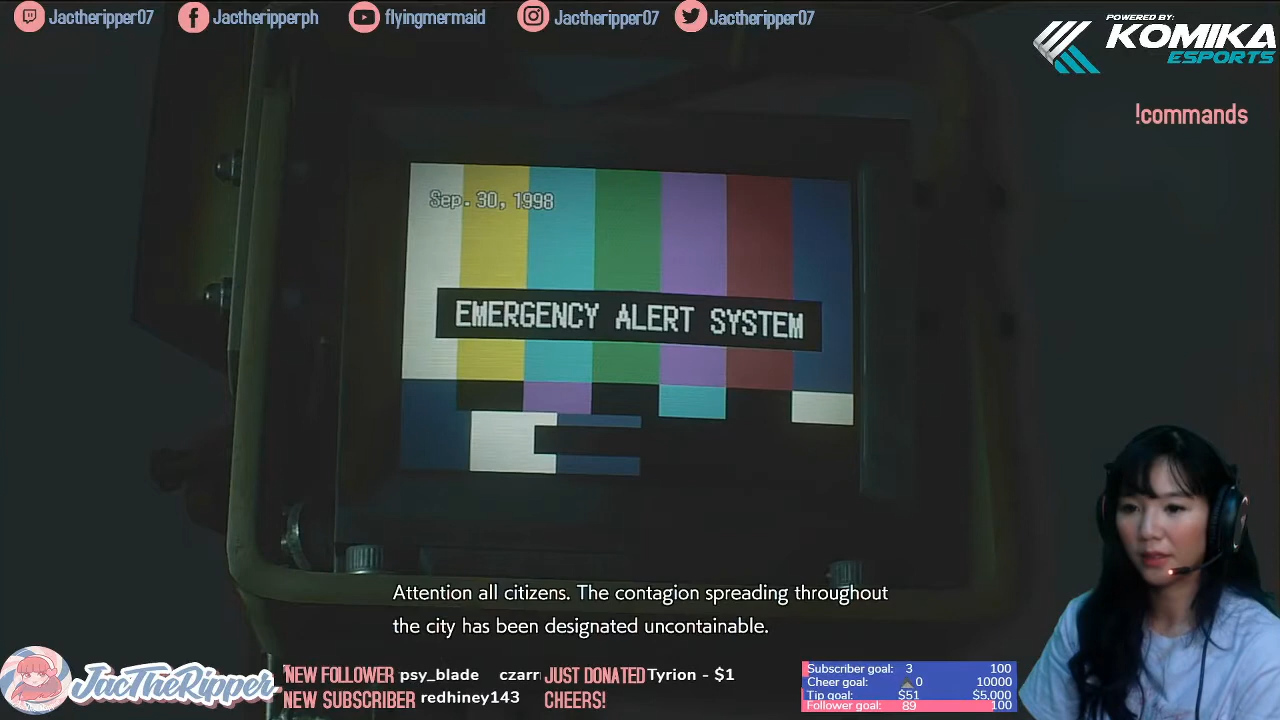 Jactheripper07 Jactheripperph flyingmermaid Jactheripper07 Jactheripper07
POWERED BY:
KOMIKA
ESPORTS
!commands
Sep. 30, 1998
EMERGENCY ALERT SYSTEM
Attention all citizens. The contagion spreading throughout
the city has been designated uncontainable.
JacTheRipper
NEW FOLLOWER psy_blade czarr JUST DONATED Tyrion - $1
NEW SUBSCRIBER redhiney143 CHEERS!
Subscriber goal: 3 100
Cheer goal: 0 10000
Tip goal: $51 $5,000
Follower goal: 89 100